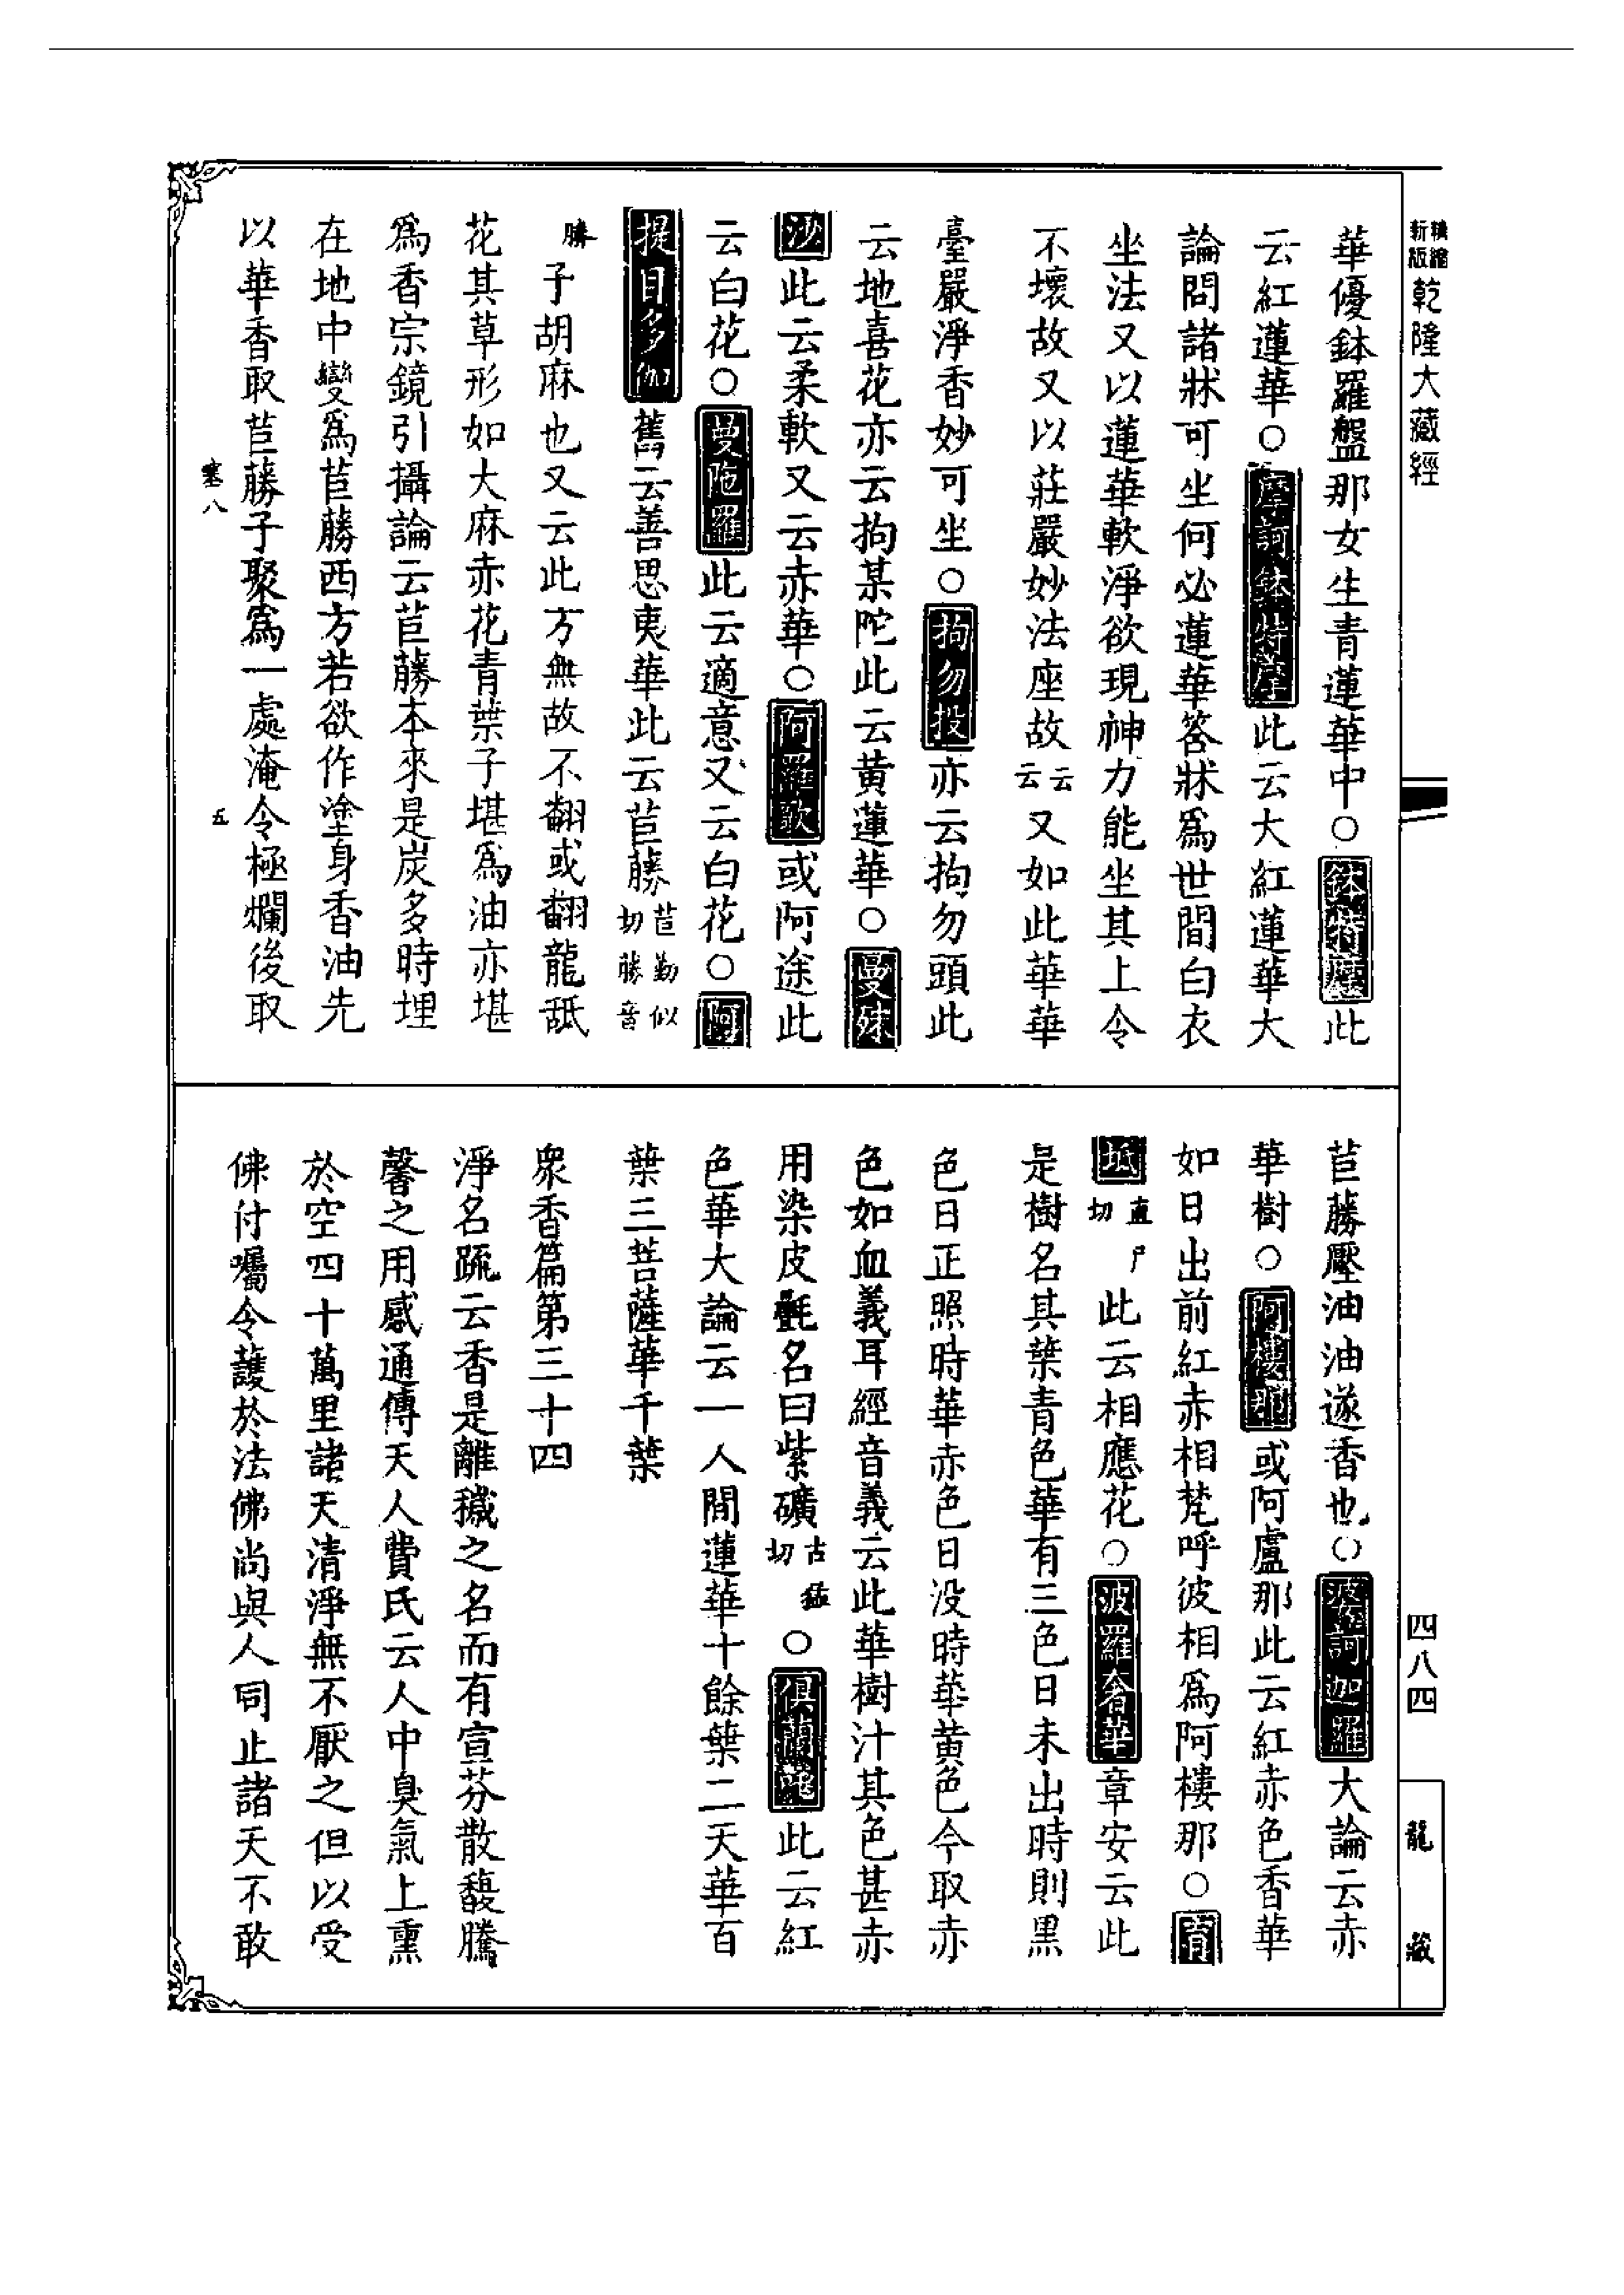 精縮
新版
乾隆大藏經
四八四
龍藏
華優鉢羅盤那女生青蓮華中○鉢特摩此
云紅蓮華○摩訶鉢特摩此云大紅蓮華大
論問諸牀可坐何必蓮華答牀爲世間白衣
坐法又以蓮華軟淨欲現神力能坐其上令
不壞故又以莊嚴妙法座故云云又如此華華
臺嚴淨香妙可坐○拘勿投亦云拘勿頭此
云地喜花亦云拘某陀此云黃蓮華○曼殊
沙此云柔軟又云赤華○阿羅歌或阿途此
云白花○曼陀羅此云適意又云白花○阿
提目多伽舊云善思夷華此云苣蕂苣勤似切蕂音
勝子胡麻也又云此方無故不翻或翻龍䑛
花其草形如大麻赤花青葉子堪爲油亦堪
爲香宗鏡引攝論云苣蕂本來是炭多時埋
在地中變爲苣蕂西方若欲作塗身香油先
以華香取苣蕂子聚爲一處淹令極爛後取
塞八 五
苣蕂壓油油遂香也○波訶迦羅大論云赤
華樹○阿樓那或阿盧那此云紅赤色香華
如日出前紅赤相梵呼彼相爲阿樓那○育
坻直尸切此云相應花○波羅奢華章安云此
是樹名其葉青色華有三色日未出時則黑
色日正照時華赤色日没時華黃色今取赤
色如血義耳經音義云此華樹汁其色甚赤
用染皮氎名曰紫礦古猛切○俱蘭吒此云紅
色華大論云一人間蓮華十餘葉二天華百
葉三菩薩華千葉
眾香篇第三十四
淨名疏云香是離穢之名而有宣芬散馥騰
馨之用感通傳天人費氏云人中臭氣上熏
於空四十萬里諸天清淨無不厭之但以受
佛付囑令護於法佛尚與人同止諸天不敢